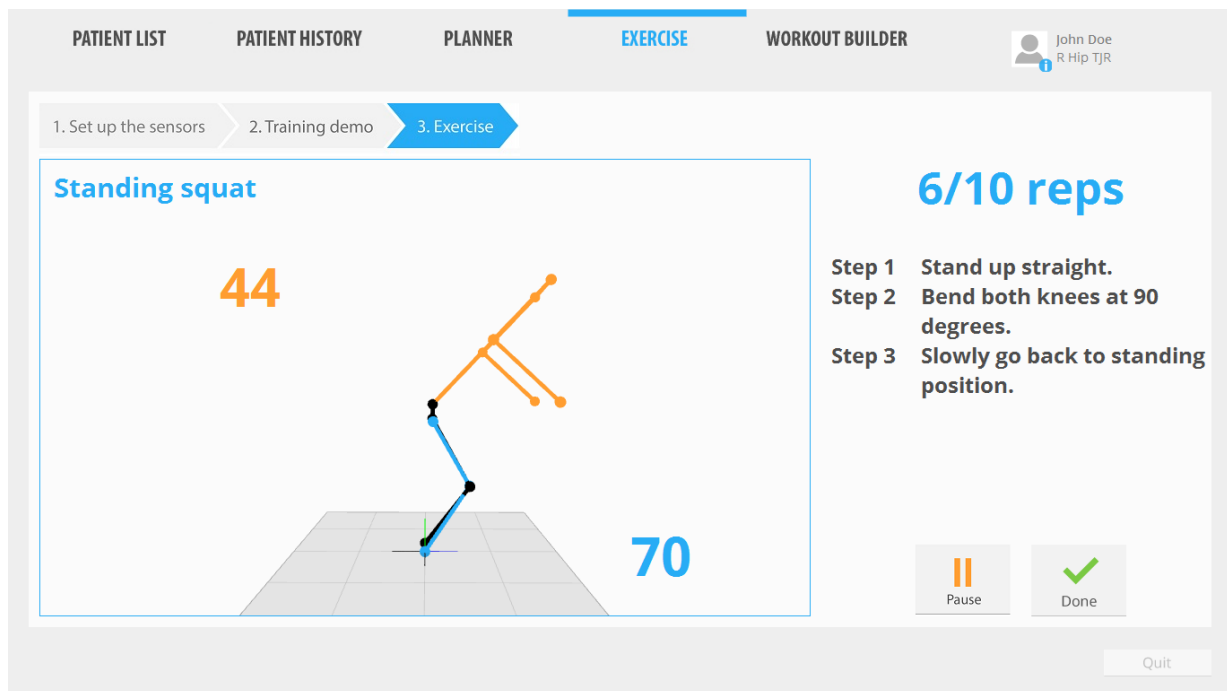 PATIENT LIST PATIENT HISTORY PLANNER EXERCISE WORKOUT BUILDER
John Doe
R Hip TJR
1. Set up the sensors 2. Training demo 3. Exercise
Standing squat
44
70
6/10 reps
Step 1 Stand up straight.
Step 2 Bend both knees at 90
degrees.
Step 3 Slowly go back to standing
position.
Pause
Done
Quit